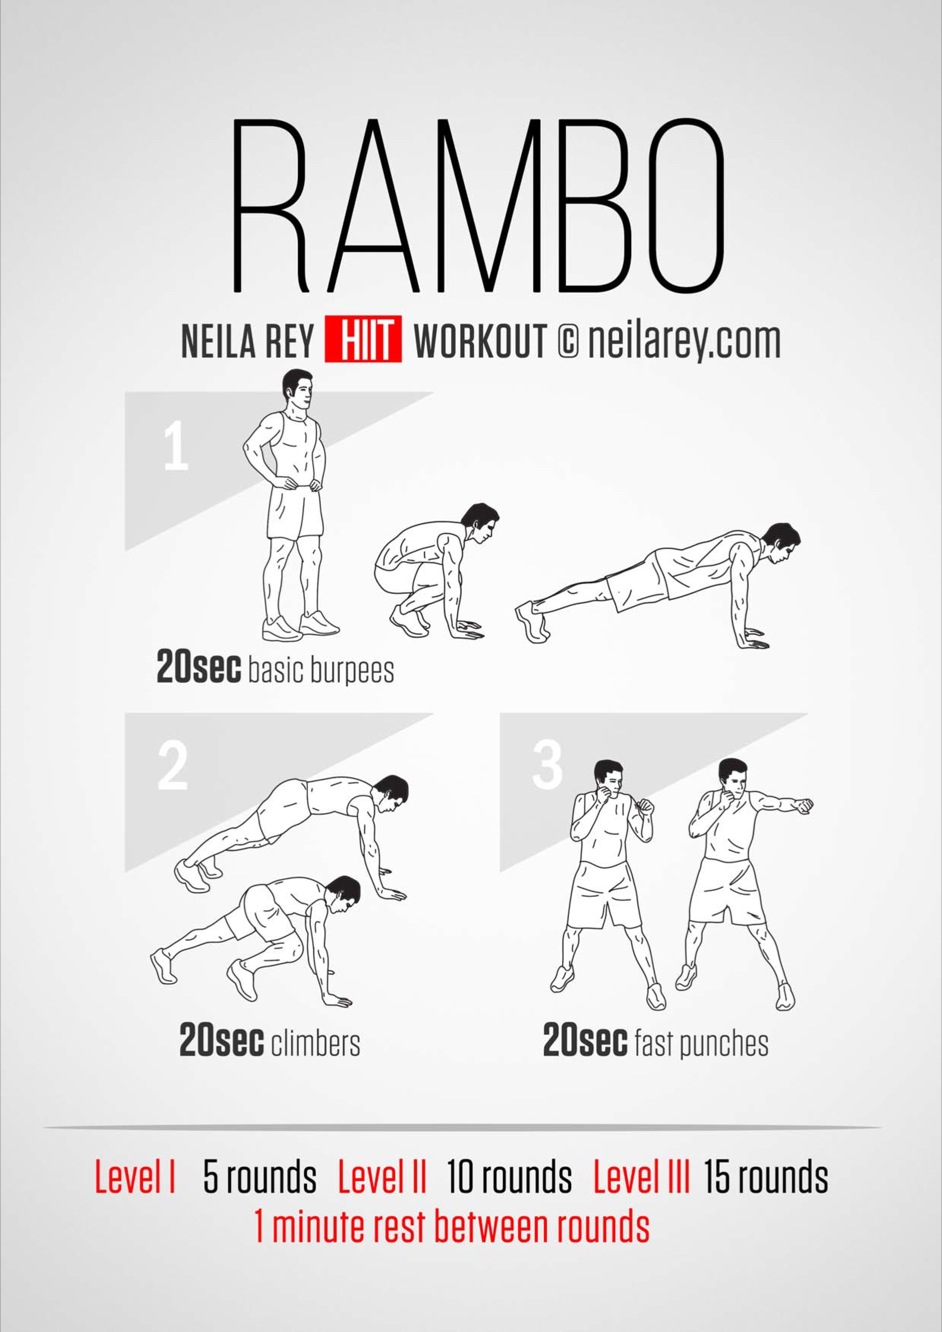 RAMBO
NEILA REY HIIT WORKOUT © neilarey.com
1
20sec basic burpees
2
20sec climbers
3
20sec fast punches
Level I 5 rounds Level II 10 rounds Level III 15 rounds
1 minute rest between rounds